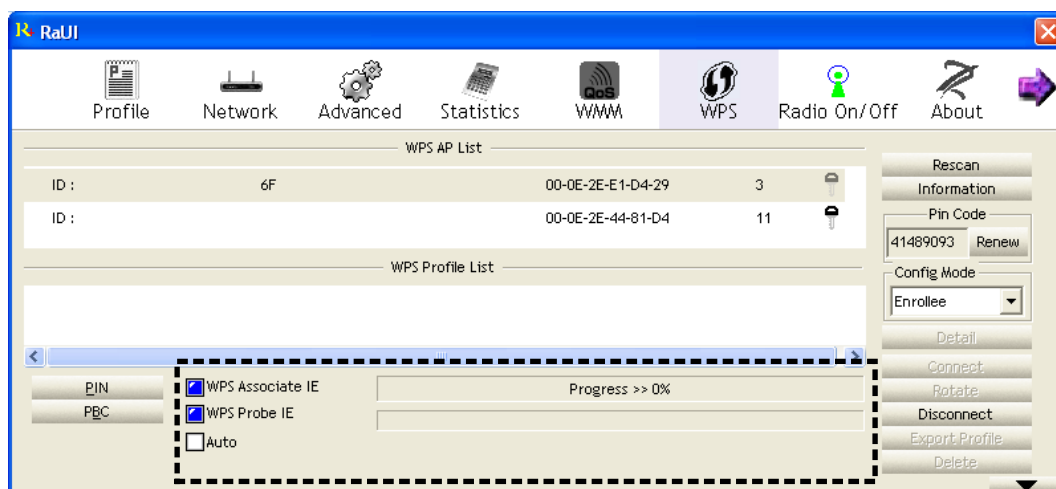 RaUI
Profile Network Advanced Statistics QoS WMM WPS Radio On/Off About
WPS AP List
ID : 6F 00-0E-2E-E1-D4-29 3
ID : 00-0E-2E-44-81-D4 11
WPS Profile List
Rescan
Information
Pin Code
41489093 Renew
Config Mode
Enrollee
Detail
Connect
Rotate
Disconnect
Export Profile
Delete
PIN
PBC
WPS Associate IE
WPS Probe IE
Auto
Progress >> 0%